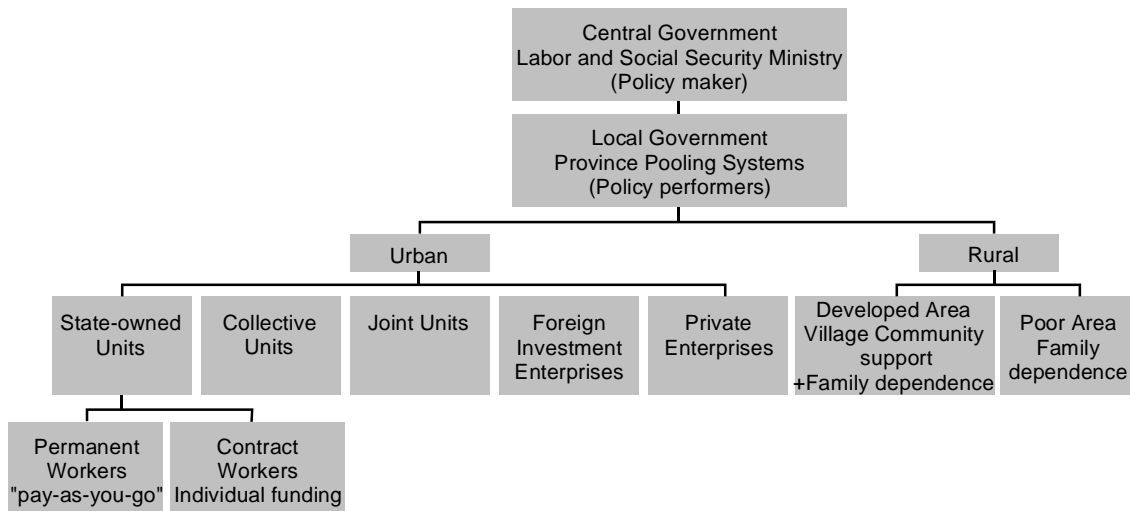 Central Government
Labor and Social Security Ministry
(Policy maker)
Local Government
Province Pooling Systems
(Policy performers)
Urban
Rural
State-owned
Units
Collective
Units
Joint Units
Foreign
Investment
Enterprises
Private
Enterprises
Developed Area
Village Community
support
+Family dependence
Poor Area
Family
dependence
Permanent
Workers
"pay-as-you-go"
Contract
Workers
Individual funding